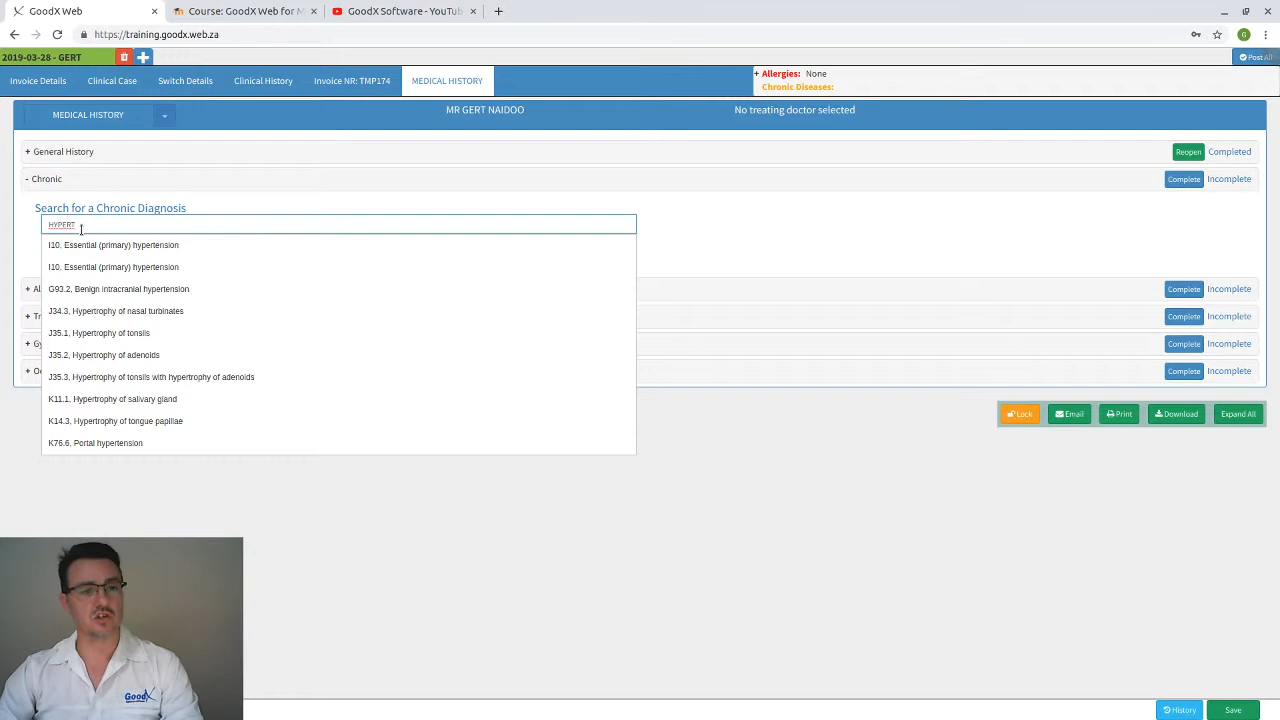 GoodX Web
Course: GoodX Web for M
GoodX Software - YouTub
https://training.goodx.web.za
G
2019-03-28 - GERT
Post All
Invoice Details
Clinical Case
Switch Details
Clinical History
Invoice NR: TMP174
MEDICAL HISTORY
+ Allergies: None
Chronic Diseases:
MEDICAL HISTORY
MR GERT NAIDOO
No treating doctor selected
+ General History
Reopen
Completed
- Chronic
Complete
Incomplete
Search for a Chronic Diagnosis
HYPERT
I10, Essential (primary) hypertension
I10, Essential (primary) hypertension
G93.2, Benign intracranial hypertension
+ Al
Complete
Incomplete
J34.3, Hypertrophy of nasal turbinates
+ Tr
Complete
Incomplete
J35.1, Hypertrophy of tonsils
+ Gy
Complete
Incomplete
J35.2, Hypertrophy of adenoids
+ O
Complete
Incomplete
J35.3, Hypertrophy of tonsils with hypertrophy of adenoids
K11.1, Hypertrophy of salivary gland
K14.3, Hypertrophy of tongue papillae
K76.6, Portal hypertension
Lock
Email
Print
Download
Expand All
GoodX
History
Save